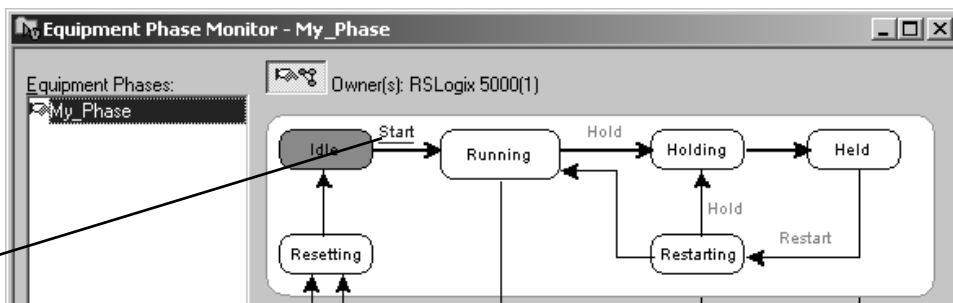 Equipment Phase Monitor - My_Phase
Equipment Phases:
Owner(s): RSLogix 5000(1)
My_Phase
Idle
Start
Running
Hold
Holding
Held
Hold
Resetting
Restarting
Restart